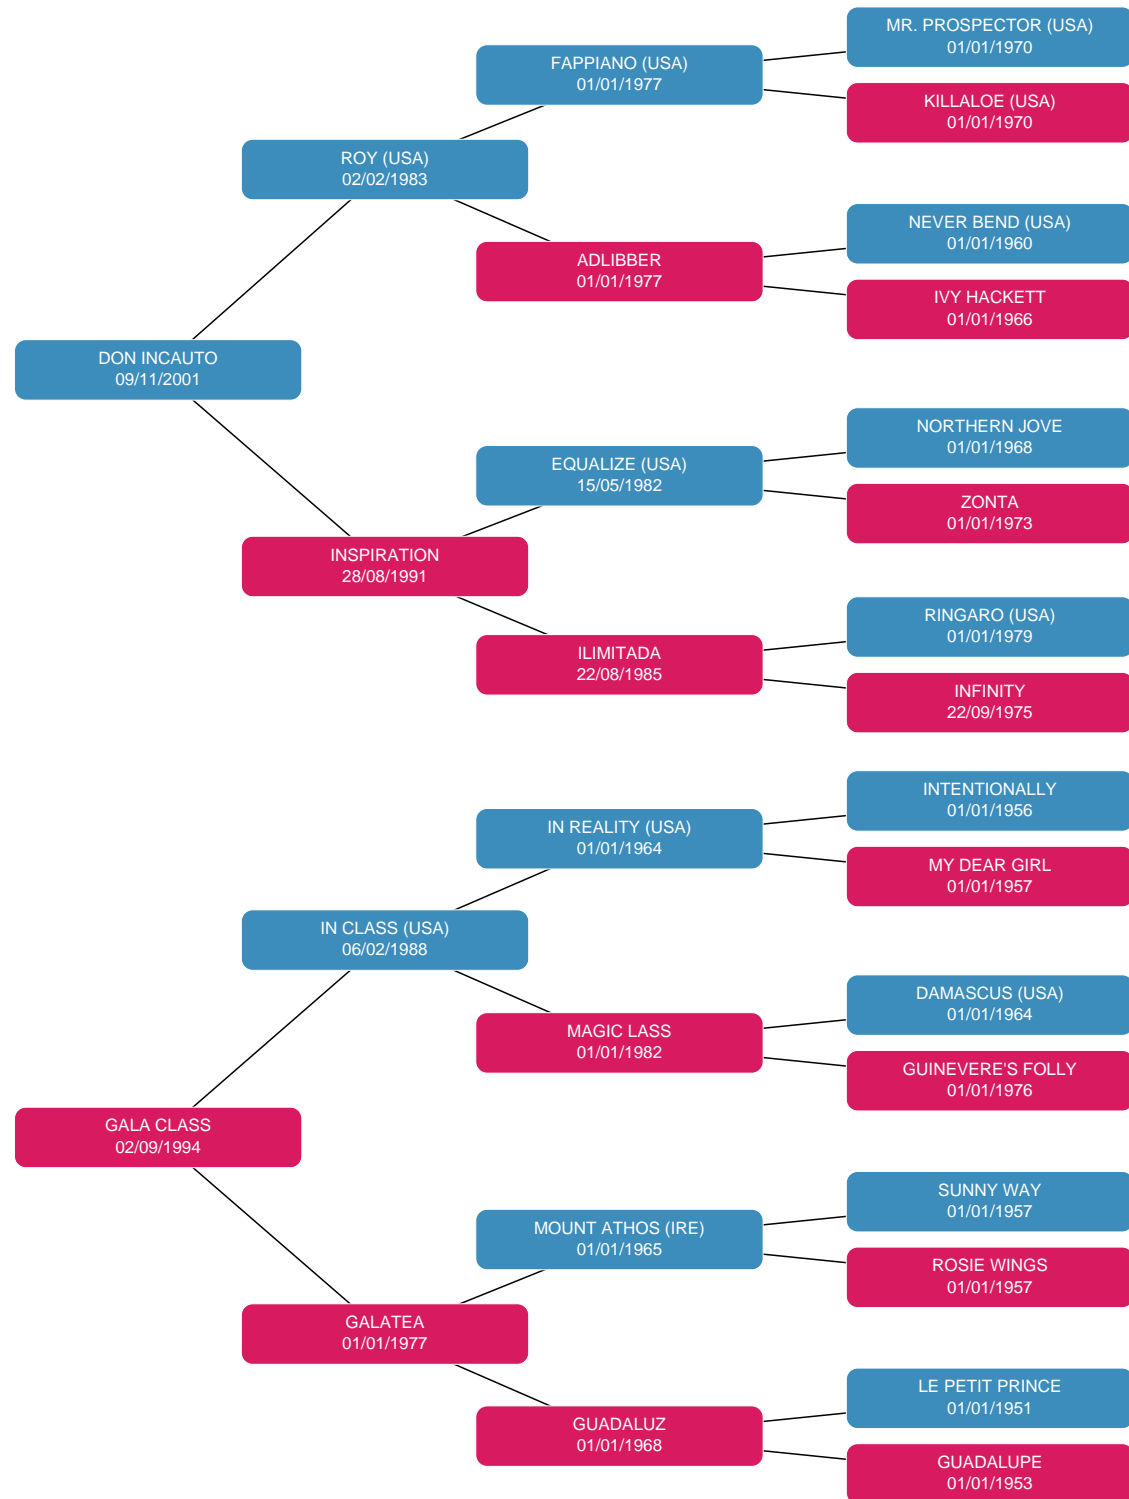 MR. PROSPECTOR (USA)
01/01/1970
FAPPIANO (USA)
01/01/1977
KILLALOE (USA)
01/01/1970
ROY (USA)
02/02/1983
NEVER BEND (USA)
01/01/1960
ADLIBBER
01/01/1977
IVY HACKETT
01/01/1966
DON INCAUTO
09/11/2001
NORTHERN JOVE
01/01/1968
EQUALIZE (USA)
15/05/1982
ZONTA
01/01/1973
INSPIRATION
28/08/1991
RINGARO (USA)
01/01/1979
ILIMITADA
22/08/1985
INFINITY
22/09/1975
INTENTIONALLY
01/01/1956
IN REALITY (USA)
01/01/1964
MY DEAR GIRL
01/01/1957
IN CLASS (USA)
06/02/1988
DAMASCUS (USA)
01/01/1964
MAGIC LASS
01/01/1982
GUINEVERE'S FOLLY
01/01/1976
GALA CLASS
02/09/1994
SUNNY WAY
01/01/1957
MOUNT ATHOS (IRE)
01/01/1965
ROSIE WINGS
01/01/1957
GALATEA
01/01/1977
LE PETIT PRINCE
01/01/1951
GUADALUZ
01/01/1968
GUADALUPE
01/01/1953